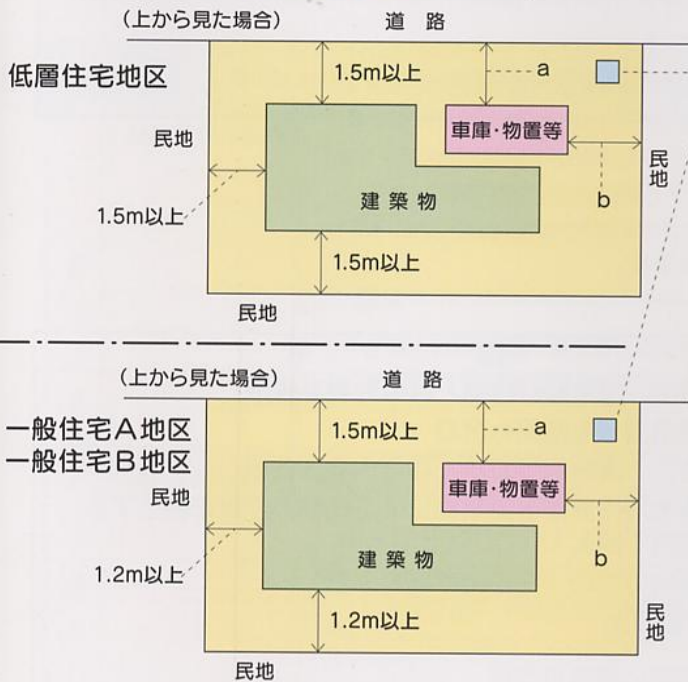 (上から見た場合)
道 路
低層住宅地区
1.5m以上
a
民地
車庫・物置等
民地
1.5m以上
建 築 物
b
1.5m以上
民地
(上から見た場合)
道 路
一般住宅A地区
一般住宅B地区
1.5m以上
a
民地
車庫・物置等
1.2m以上
建 築 物
b
1.2m以上
民地
民地